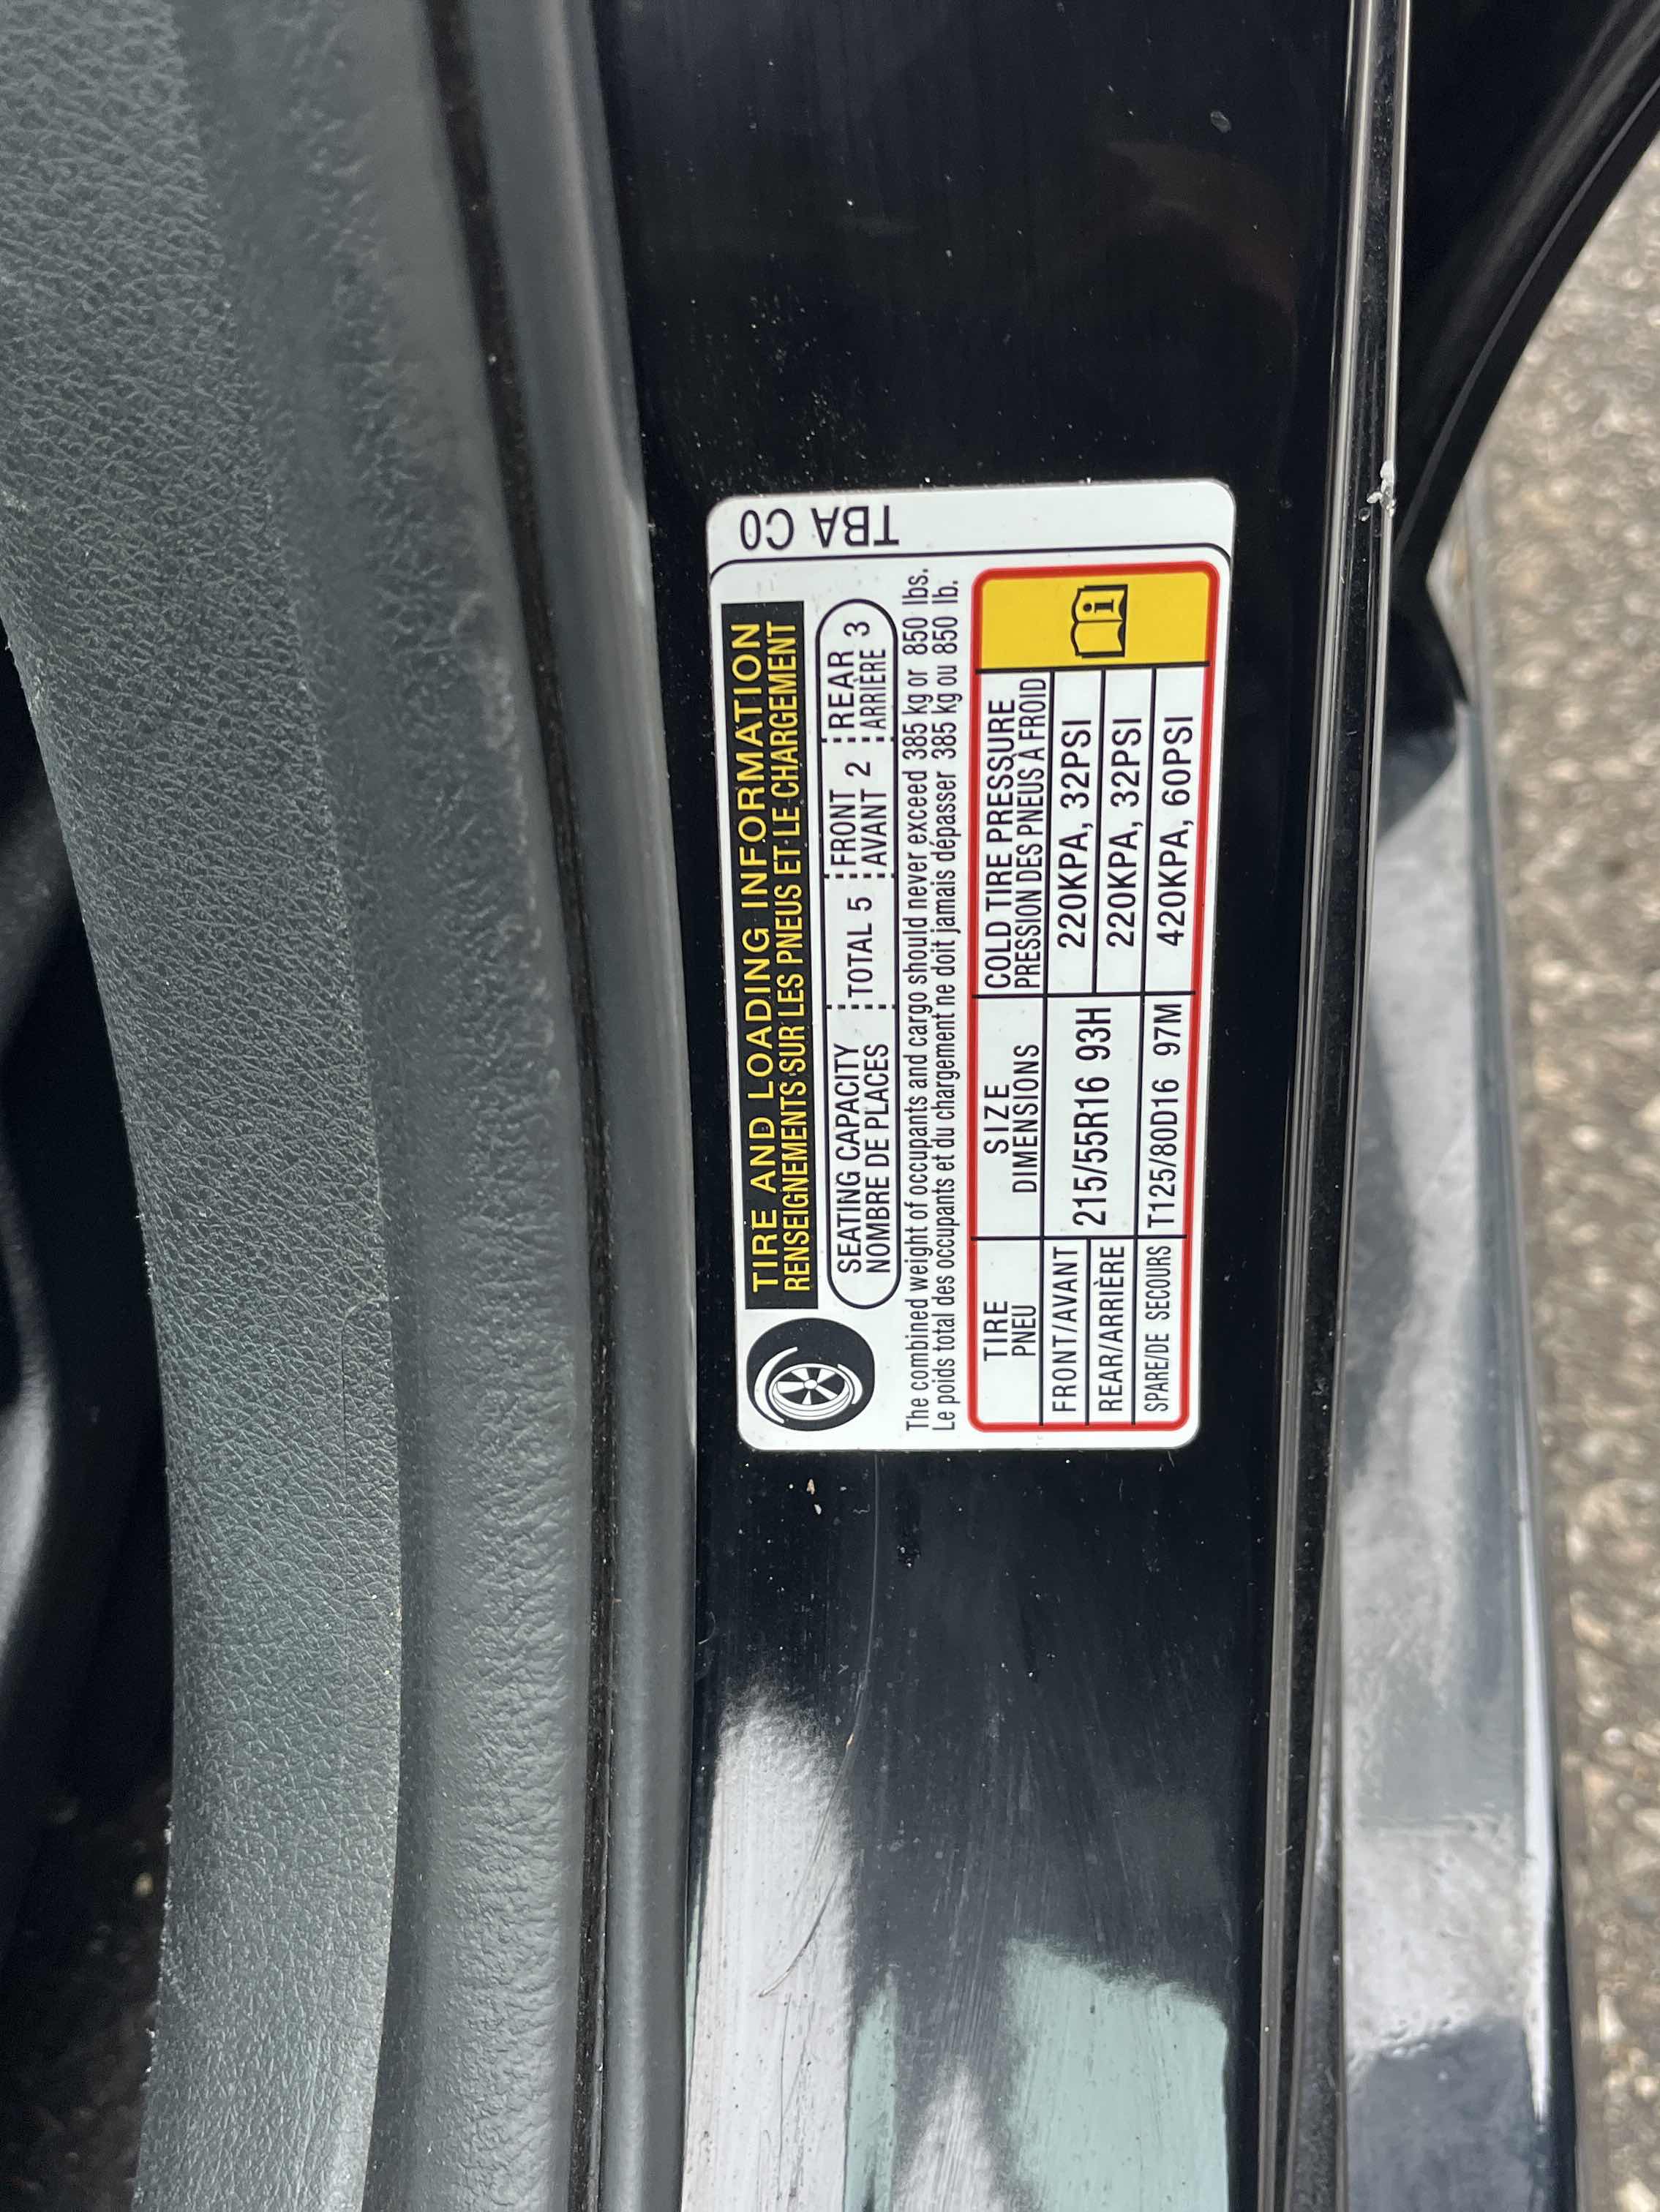 TIRE AND LOADING INFORMATION
RENSEIGNEMENTS SUR LES PNEUS ET LE CHARGEMENT
SEATING CAPACITY TOTAL 5 FRONT 2 REAR 3
NOMBRE DE PLACES AVANT ARRIÈRE
The combined weight of occupants and cargo should never exceed 385 kg or 850 lbs.
Le poids total des occupants et du chargement ne doit jamais dépasser 385 kg ou 850 lb.
TIRE SIZE COLD TIRE PRESSURE
PNEU DIMENSIONS PRESSION DES PNEUS À FROID
FRONT/AVANT 215/55R16 93H 220KPA, 32PSI
REAR/ARRIÈRE 220KPA, 32PSI
SPARE/DE SECOURS T125/80D16 97M 420KPA, 60PSI
TBA C0